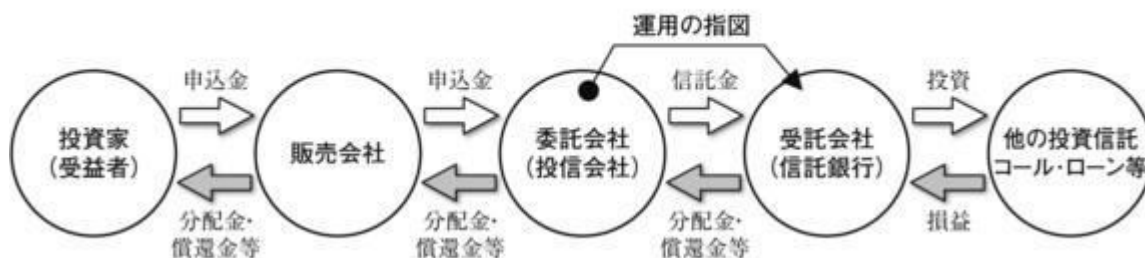 運用の指図
申込金
申込金
信託金
投資
投資家
(受益者)
販売会社
委託会社
(投信会社)
受託会社
(信託銀行)
他の投資信託
コール・ローン等
分配金・
償還金等
分配金・
償還金等
分配金・
償還金等
損益